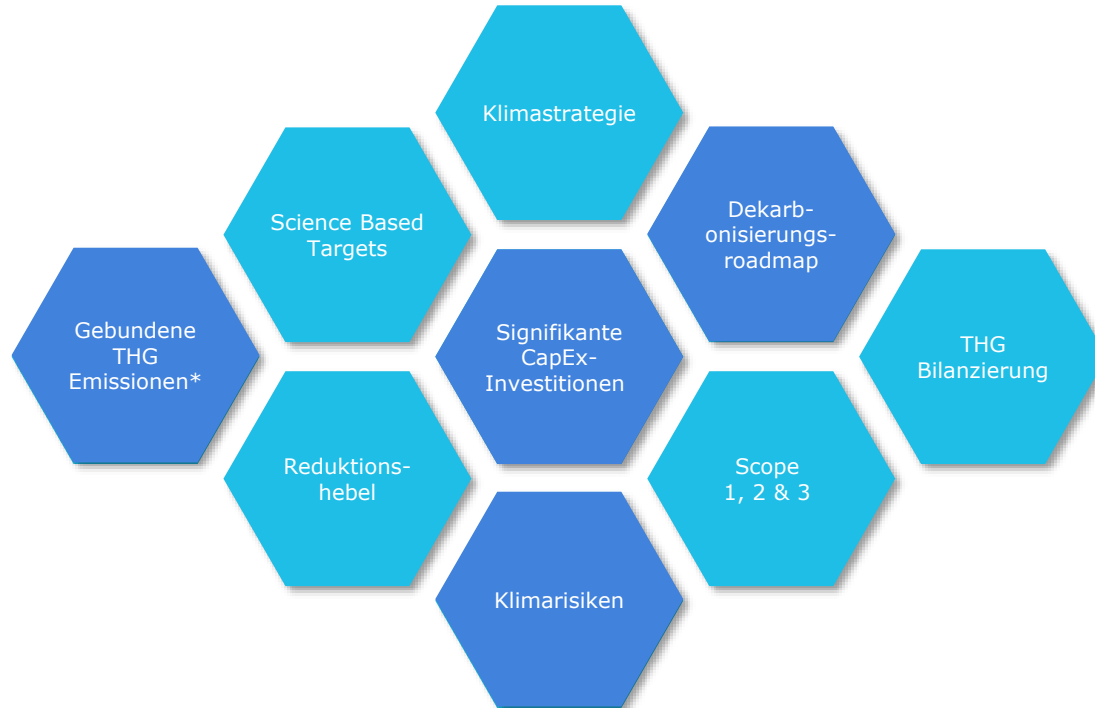 Klimastrategie
Science Based
Targets
Dekarb-
onisierungs-
roadmap
Gebundene
THG
Emissionen*
Signifikante
CapEx-
Investitionen
THG
Bilanzierung
Reduktions-
hebel
Scope
1, 2 & 3
Klimarisiken